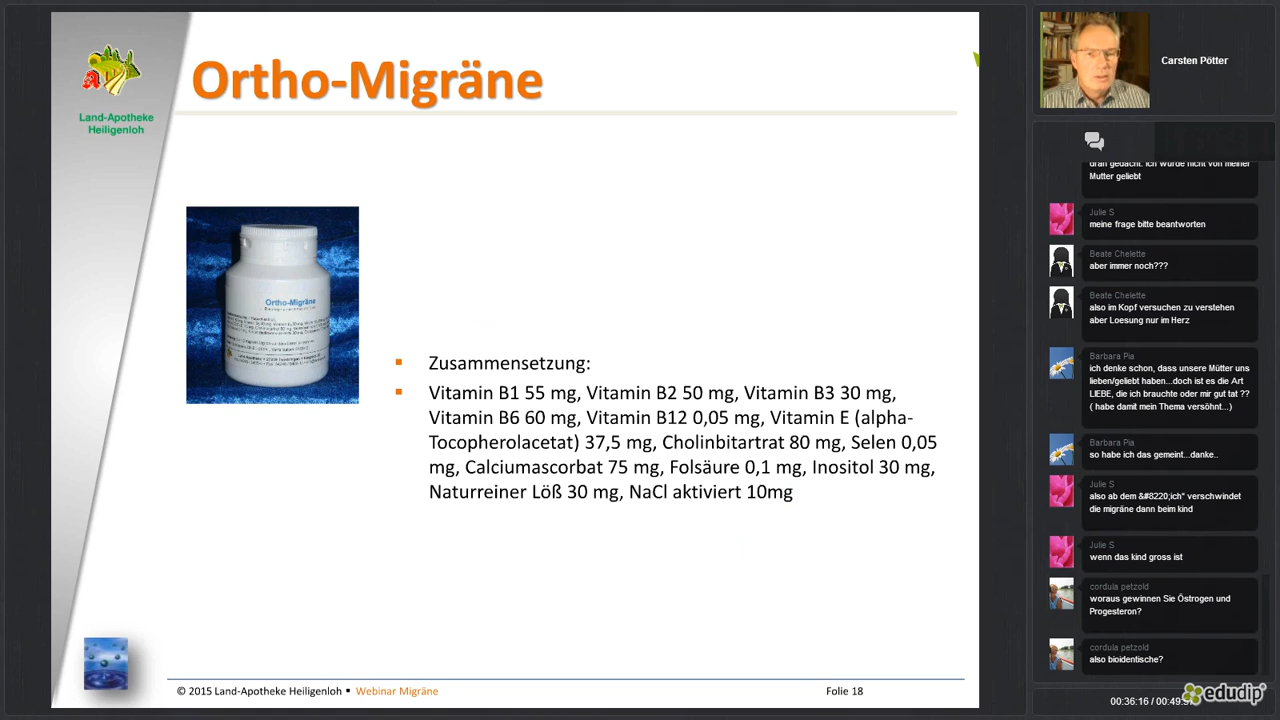 Ortho-Migräne
Land-Apotheke
Heiligenloh
Ortho-Migräne
Zusammensetzung:
Vitamin B1 55 mg, Vitamin B2 50 mg, Vitamin B3 30 mg,
Vitamin B6 60 mg, Vitamin B12 0,05 mg, Vitamin E (alpha-
Tocopherolacetat) 37,5 mg, Cholinbitartrat 80 mg, Selen 0,05
mg, Calciumascorbat 75 mg, Folsäure 0,1 mg, Inositol 30 mg,
Naturreiner Löß 30 mg, NaCl aktiviert 10mg
© 2015 Land-Apotheke Heiligenloh ▪ Webinar Migräne
Folie 18
Carsten Pötter
dran gedacht. ich wurde nicht von meiner
Mutter geliebt
Julie S
meine frage bitte beantworten
Beate Chelette
aber immer noch???
Beate Chelette
also im Kopf versuchen zu verstehen
aber Loesung nur im Herz
Barbara Pia
ich denke schon, dass unsere Mütter uns
lieben/geliebt haben...doch ist es die Art
LIEBE, die ich brauchte oder mir gut tat ??
( habe damit mein Thema versöhnt...)
Barbara Pia
so habe ich das gemeint...danke..
Julie S
also ab dem &#8220;ich" verschwindet
die migräne dann beim kind
Julie S
wenn das kind gross ist
cordula petzold
woraus gewinnen Sie Östrogen und
Progesteron?
cordula petzold
also bioidentische?
00:36:16 / 00:49:
edudip